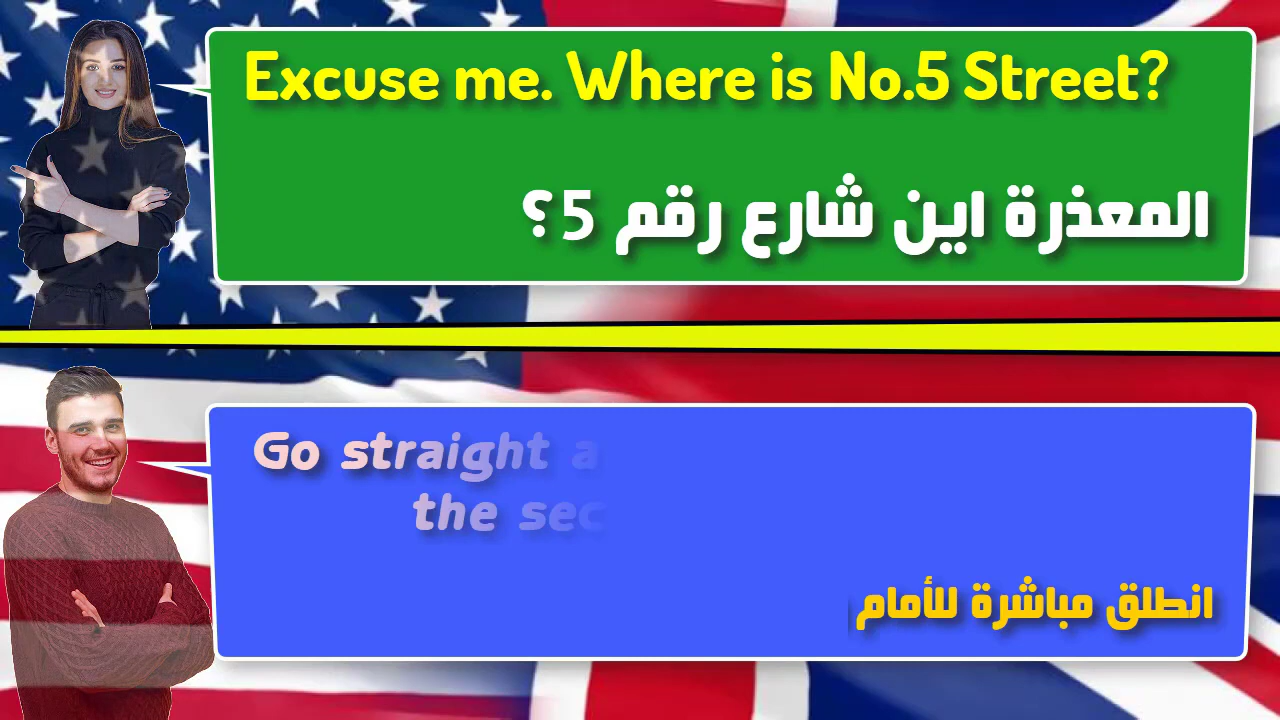 Excuse me. Where is No.5 Street?
المعذرة اين شارع رقم 5؟
Go straight
the
انطلق مباشرة للأمام